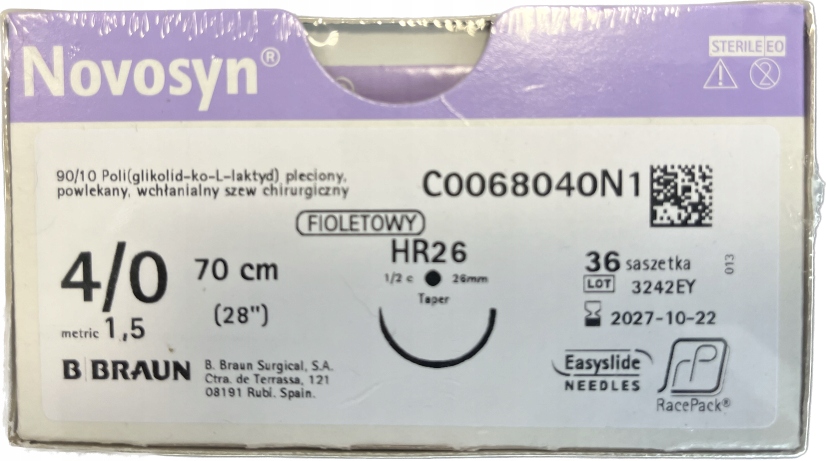 Novosyn®
STERILE EO
90/10 Poli(glikolid-ko-L-laktyd) pleciony,
powlekany, wchłanialny szew chirurgiczny
C0068040N1
FIOLETOWY
4/0 70 cm
(28")
metric 1,5
HR26
1/2 c 26mm
Taper
36 saszetka
LOT 3242EY
2027-10-22
013
B|BRAUN
B. Braun Surgical, S.A.
Ctra. de Terrassa, 121
08191 Rubí. Spain.
Easyslide
NEEDLES
RP
RacePack®